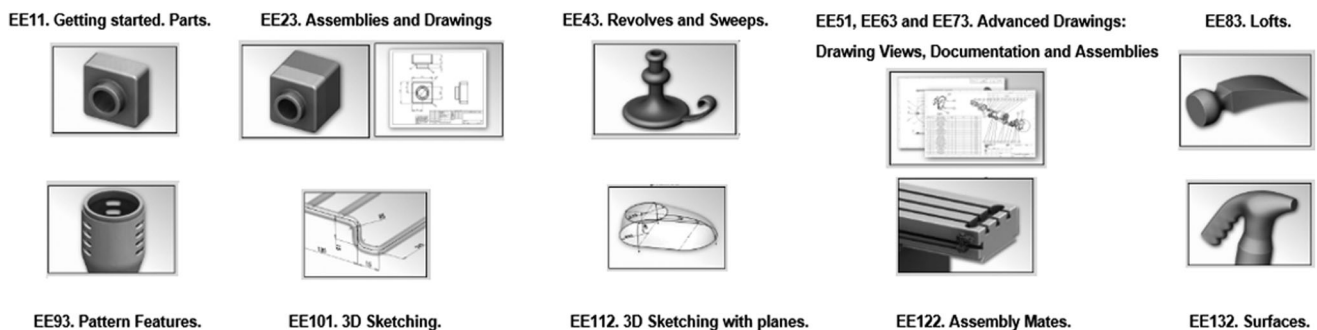 EE11. Getting started. Parts.
EE23. Assemblies and Drawings
EE43. Revolves and Sweeps.
EE51, EE63 and EE73. Advanced Drawings:
Drawing Views, Documentation and Assemblies
EE83. Lofts.
EE93. Pattern Features.
EE101. 3D Sketching.
EE112. 3D Sketching with planes.
EE122. Assembly Mates.
EE132. Surfaces.